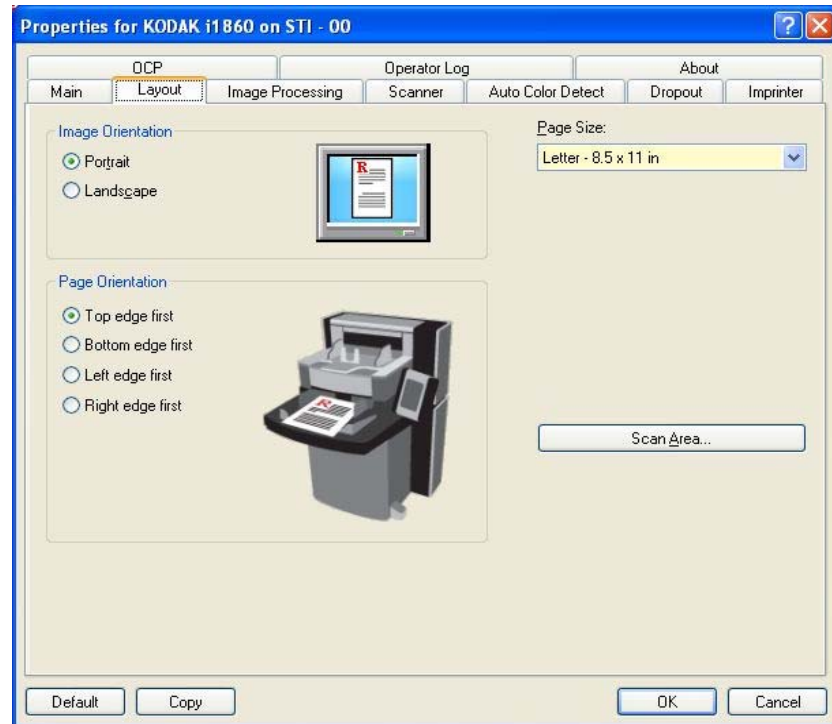 Properties for KODAK i1860 on STI - 00
OCP Operator Log About
Main Layout Image Processing Scanner Auto Color Detect Dropout Imprinter
Image Orientation
Portrait
Landscape
R
Page Size:
Letter - 8.5 x 11 in
Page Orientation
Top edge first
Bottom edge first
Left edge first
Right edge first
R
Scan Area...
Default Copy OK Cancel